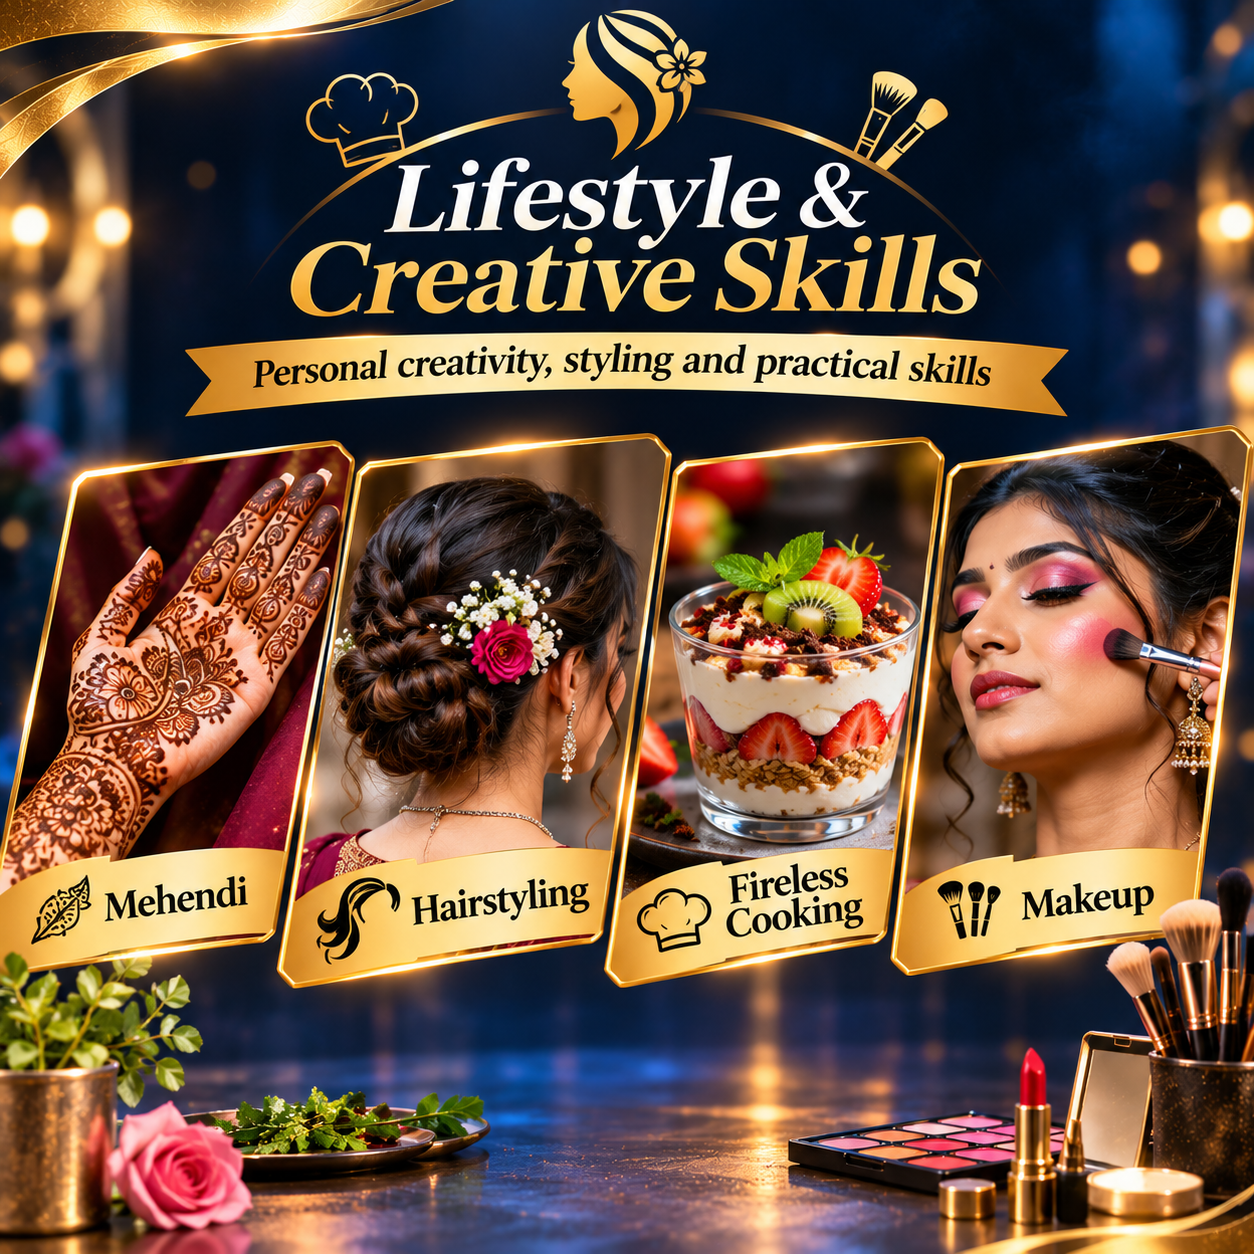 Lifestyle &
Creative Skills
Personal creativity, styling and practical skills
Mehendi
Hairstyling
Fireless
Cooking
Makeup